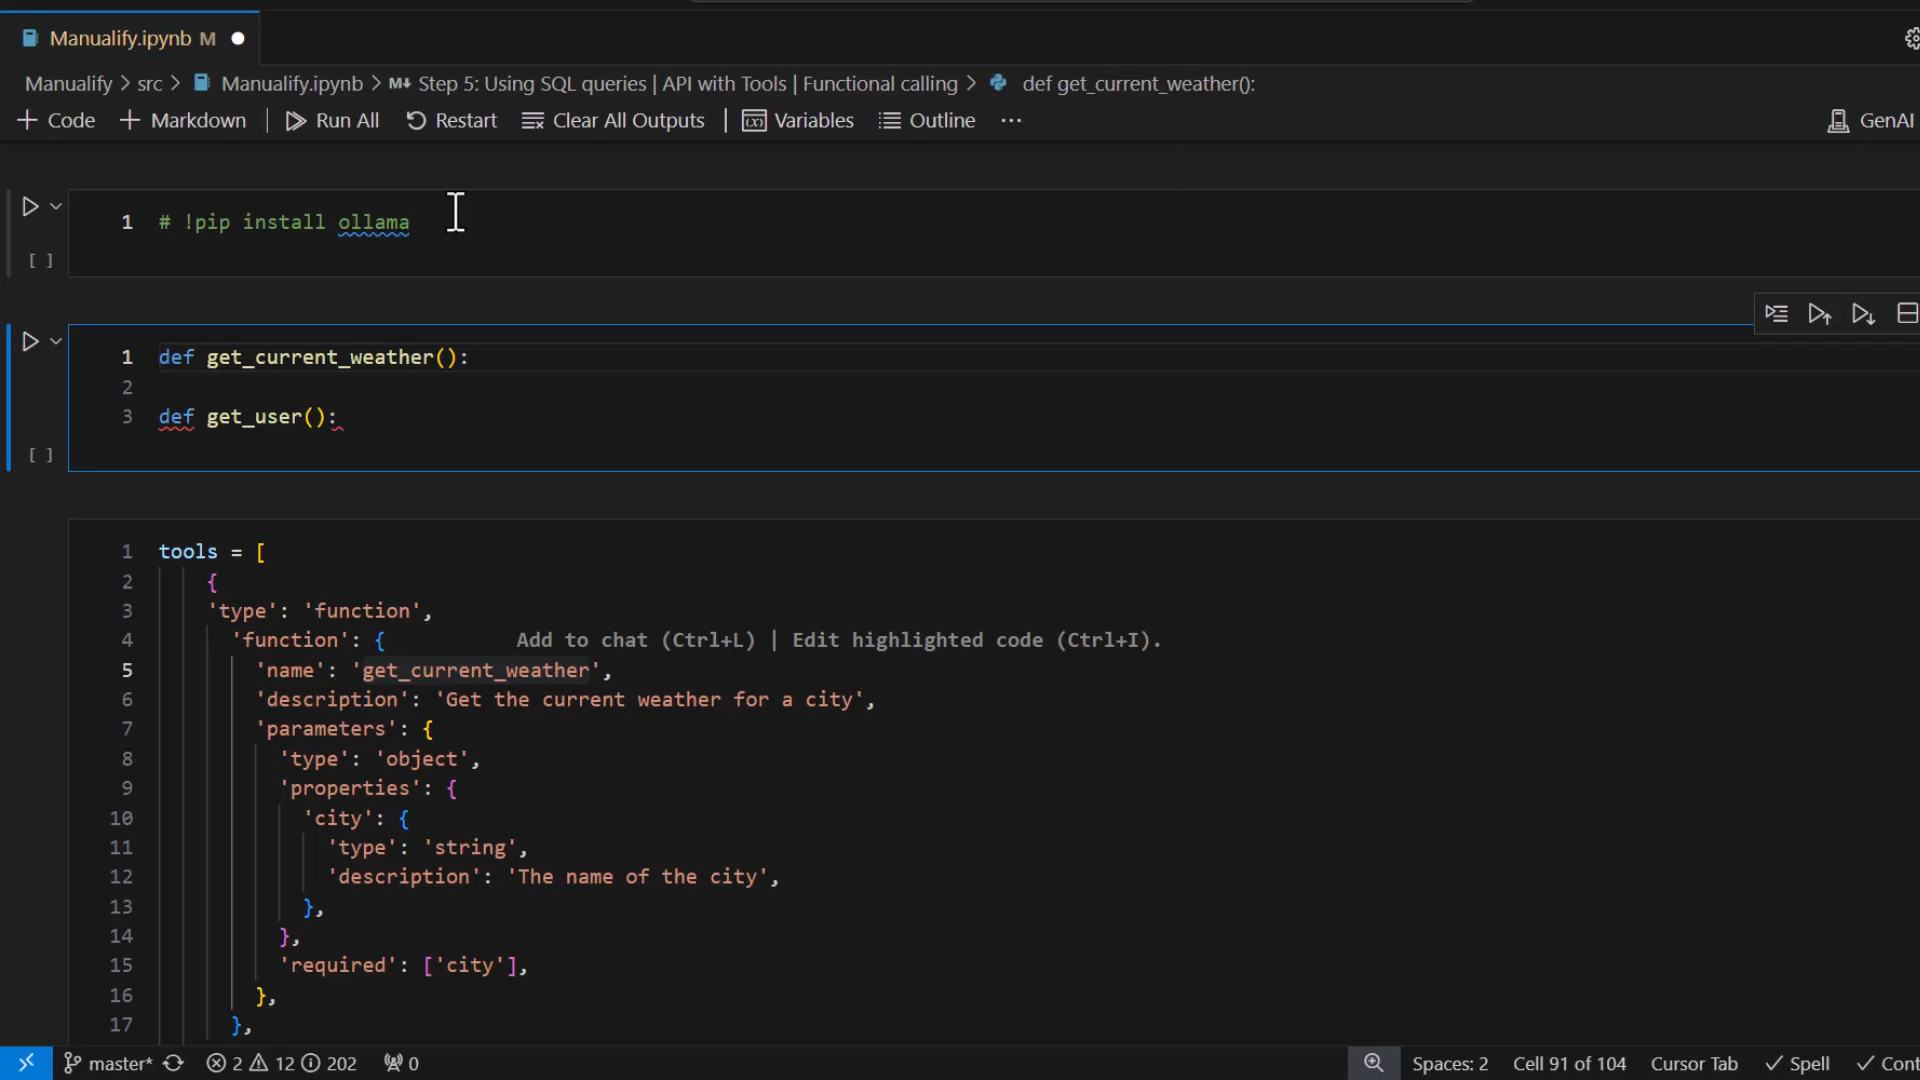 Manualify.ipynb M
Manualify > src > Manualify.ipynb > M↓ Step 5: Using SQL queries | API with Tools | Functional calling > def get_current_weather():
+ Code + Markdown | Run All Restart Clear All Outputs | Variables Outline ...
GenAI
1 # !pip install ollama
[ ]
1 def get_current_weather():
2
3 def get_user():
[ ]
1 tools = [
2 {
3 'type': 'function',
4 'function': { Add to chat (Ctrl+L) | Edit highlighted code (Ctrl+I).
5 'name': 'get_current_weather',
6 'description': 'Get the current weather for a city',
7 'parameters': {
8 'type': 'object',
9 'properties': {
10 'city': {
11 'type': 'string',
12 'description': 'The name of the city',
13 },
14 },
15 'required': ['city'],
16 },
17 },
master* 2 12 202 0
Spaces: 2 Cell 91 of 104 Cursor Tab Spell Cont